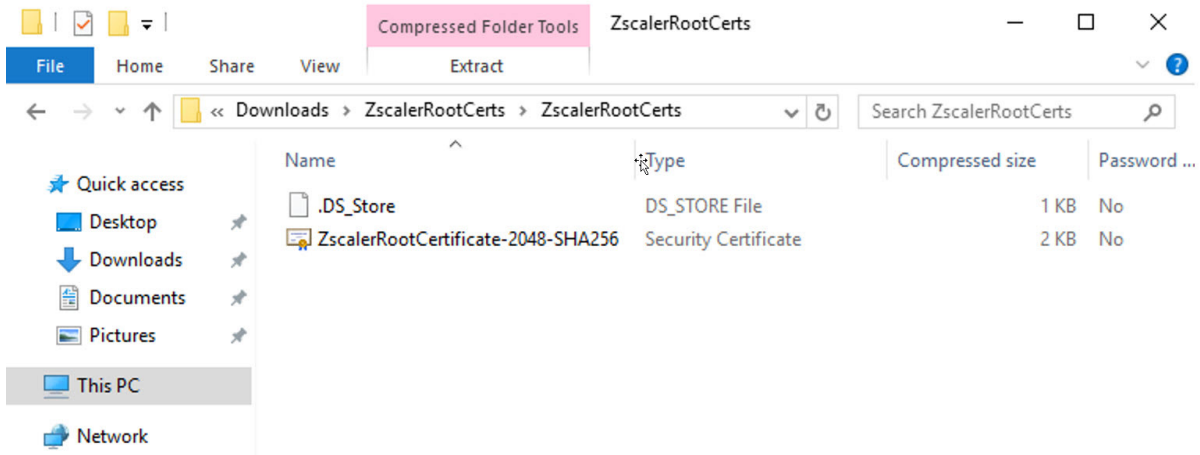 Compressed Folder Tools ZscalerRootCerts
File Home Share View Extract
« Downloads > ZscalerRootCerts > ZscalerRootCerts Search ZscalerRootCerts
Name Type Compressed size Password ...
Quick access
Desktop
Downloads
Documents
Pictures
This PC
Network
.DS_Store DS_STORE File 1 KB No
ZscalerRootCertificate-2048-SHA256 Security Certificate 2 KB No